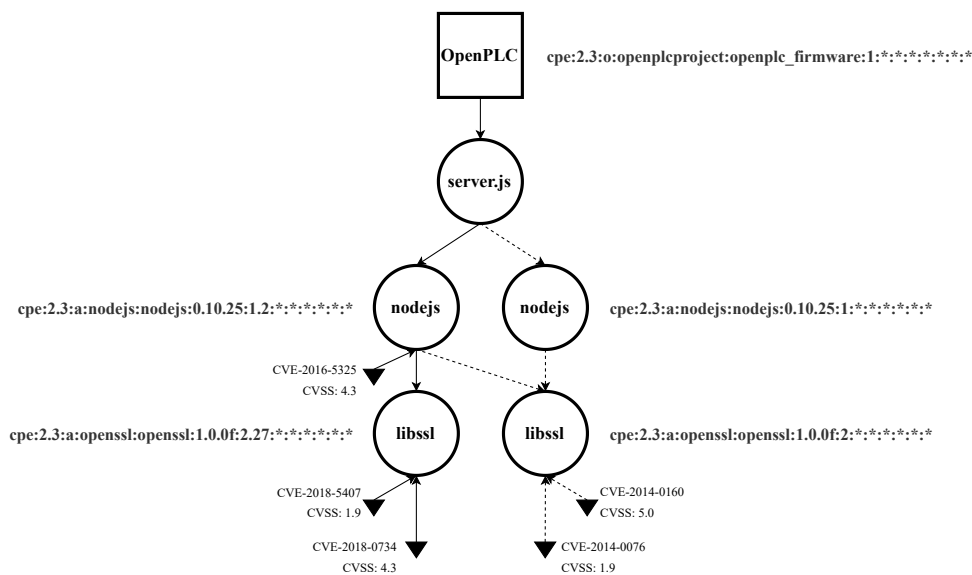 OpenPLC
cpe:2.3:o:openplcproject:openplc_firmware:1:*:*:*:*:*:*:*
server.js
cpe:2.3:a:nodejs:nodejs:0.10.25:1.2:*:*:*:*:*:*
nodejs
nodejs
cpe:2.3:a:nodejs:nodejs:0.10.25:1:*:*:*:*:*:*
CVE-2016-5325
CVSS: 4.3
cpe:2.3:a:openssl:openssl:1.0.0f:2.27:*:*:*:*:*:*
libssl
libssl
cpe:2.3:a:openssl:openssl:1.0.0f:2:*:*:*:*:*:*
CVE-2018-5407
CVSS: 1.9
CVE-2014-0160
CVSS: 5.0
CVE-2018-0734
CVSS: 4.3
CVE-2014-0076
CVSS: 1.9